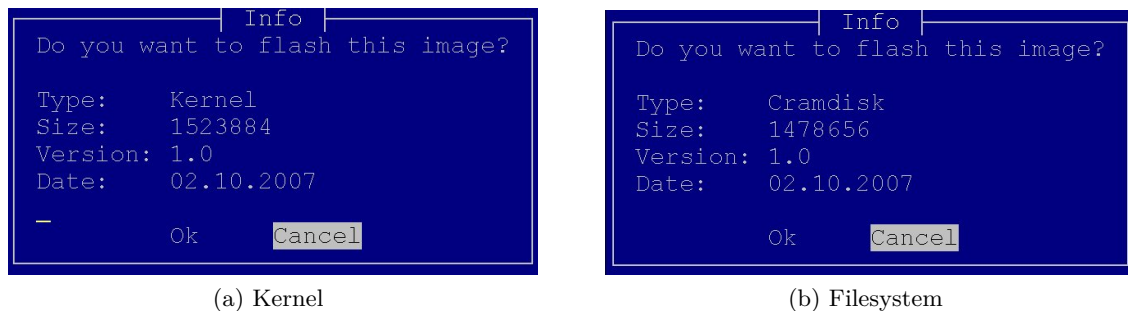 Info
Do you want to flash this image?
Type: Kernel
Size: 1523884
Version: 1.0
Date: 02.10.2007
Ok Cancel
(a) Kernel
Info
Do you want to flash this image?
Type: Cramdisk
Size: 1478656
Version: 1.0
Date: 02.10.2007
Ok Cancel
(b) Filesystem